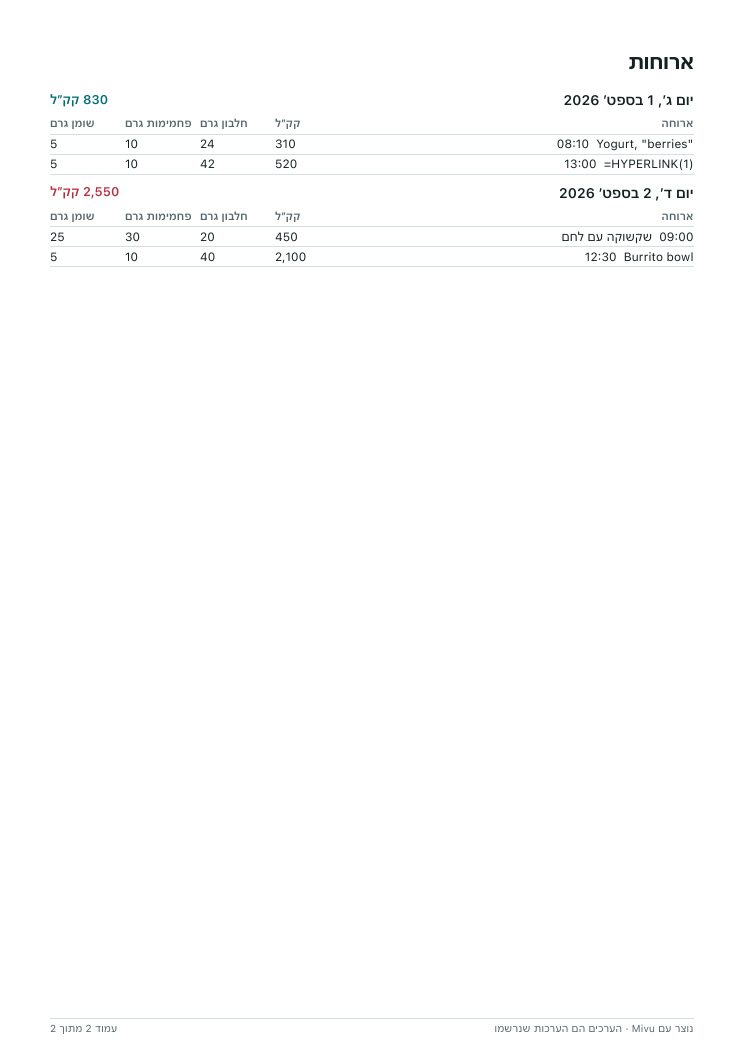 ארוחות
יום ג׳, 1 בספט׳ 2026 830 קק״ל
ארוחה קק״ל חלבון גרם פחמימות גרם שומן גרם
08:10 Yogurt, "berries" 310 24 10 5
13:00 =HYPERLINK(1) 520 42 10 5
יום ד׳, 2 בספט׳ 2026 2,550 קק״ל
ארוחה קק״ל חלבון גרם פחמימות גרם שומן גרם
09:00 שקשוקה עם לחם 450 20 30 25
12:30 Burrito bowl 2,100 40 10 5
נוצר עם Mivu · הערכים הם הערכות שנרשמו עמוד 2 מתוך 2